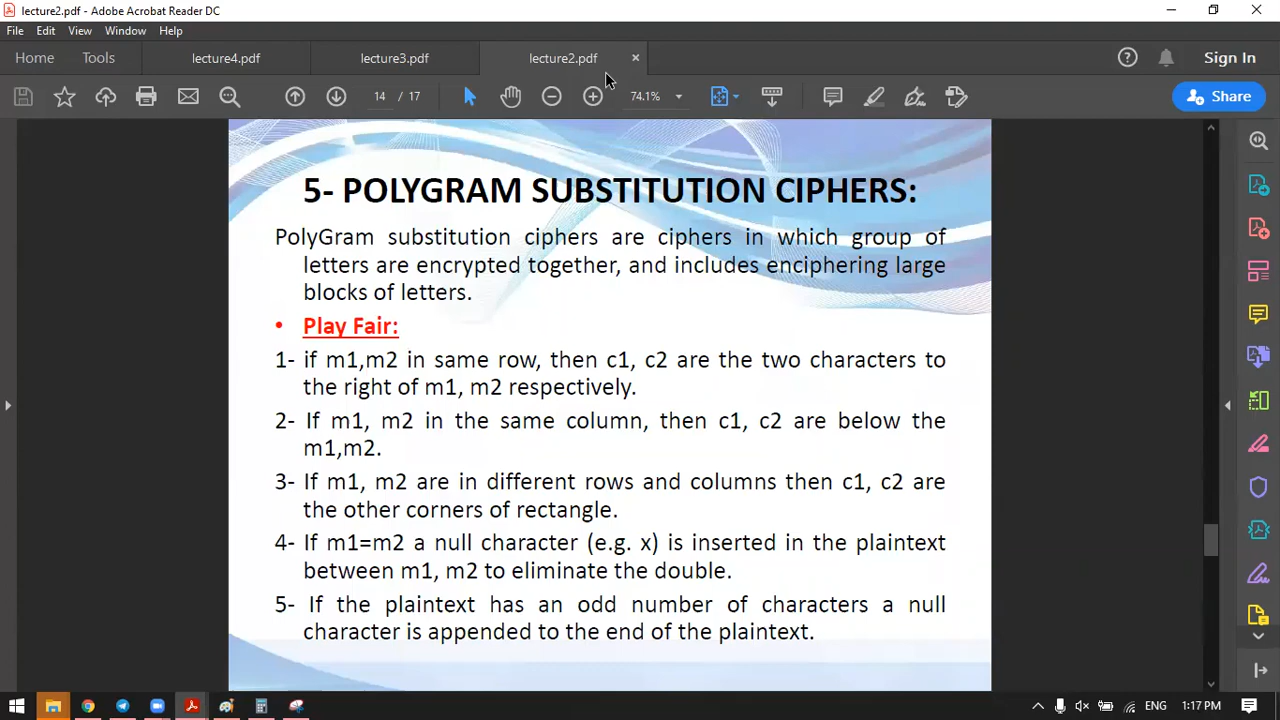 lecture2.pdf - Adobe Acrobat Reader DC
File Edit View Window Help
Home Tools lecture4.pdf lecture3.pdf lecture2.pdf × Sign In
14 / 17 74.1% Share
5- POLYGRAM SUBSTITUTION CIPHERS:
PolyGram substitution ciphers are ciphers in which group of
letters are encrypted together, and includes enciphering large
blocks of letters.
• Play Fair:
1- if m1,m2 in same row, then c1, c2 are the two characters to
the right of m1, m2 respectively.
2- If m1, m2 in the same column, then c1, c2 are below the
m1,m2.
3- If m1, m2 are in different rows and columns then c1, c2 are
the other corners of rectangle.
4- If m1=m2 a null character (e.g. x) is inserted in the plaintext
between m1, m2 to eliminate the double.
5- If the plaintext has an odd number of characters a null
character is appended to the end of the plaintext.
ENG 1:17 PM